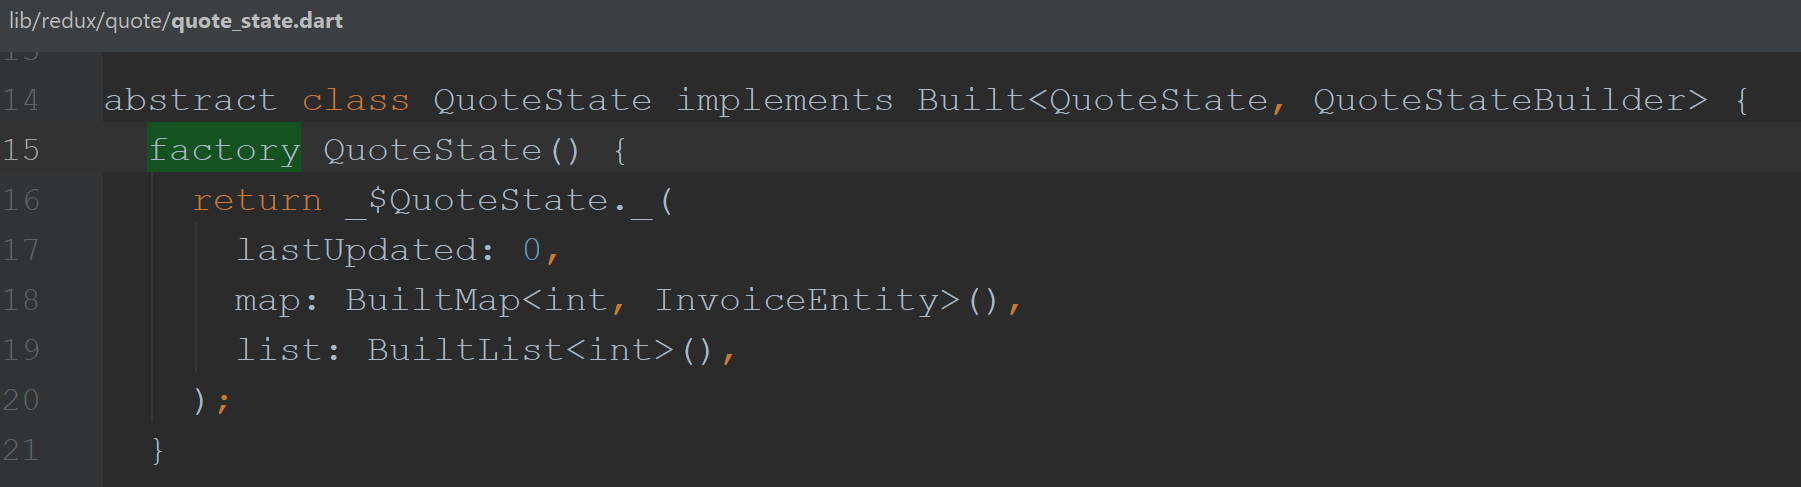 lib/redux/quote/quote_state.dart
14 abstract class QuoteState implements Built<QuoteState, QuoteStateBuilder> {
15 factory QuoteState() {
16 return _$QuoteState._(
17 lastUpdated: 0,
18 map: BuiltMap<int, InvoiceEntity>(),
19 list: BuiltList<int>(),
20 );
21 }